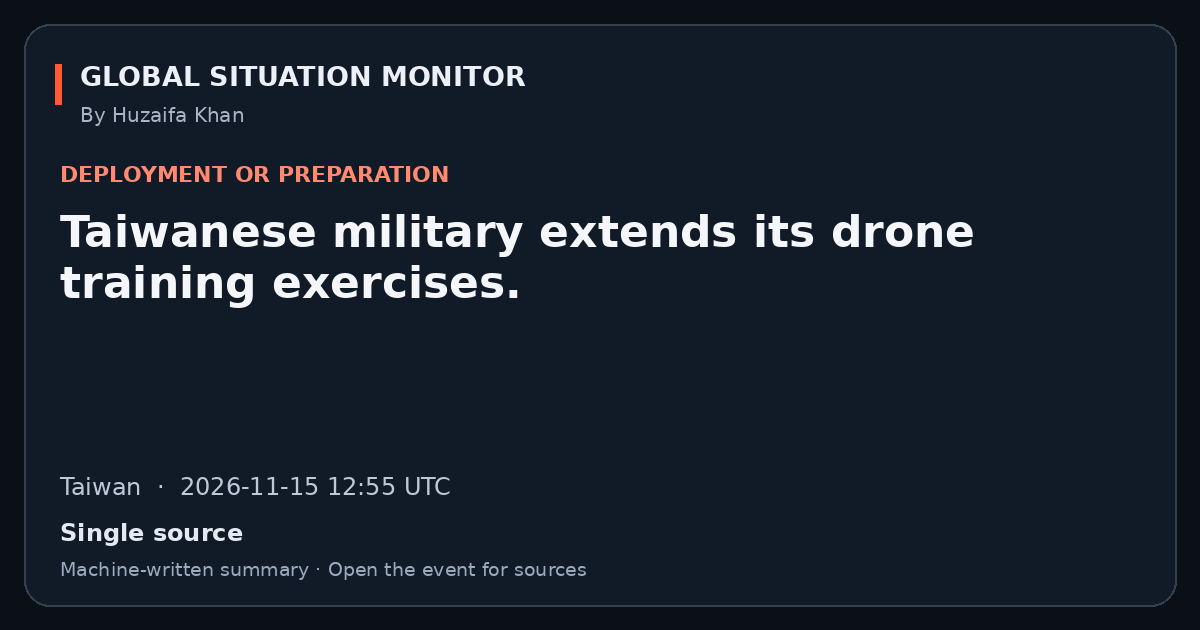 GLOBAL SITUATION MONITOR
By Huzaifa Khan
DEPLOYMENT OR PREPARATION
Taiwanese military extends its drone
training exercises.
Taiwan · 2026-11-15 12:55 UTC
Single source
Machine-written summary · Open the event for sources